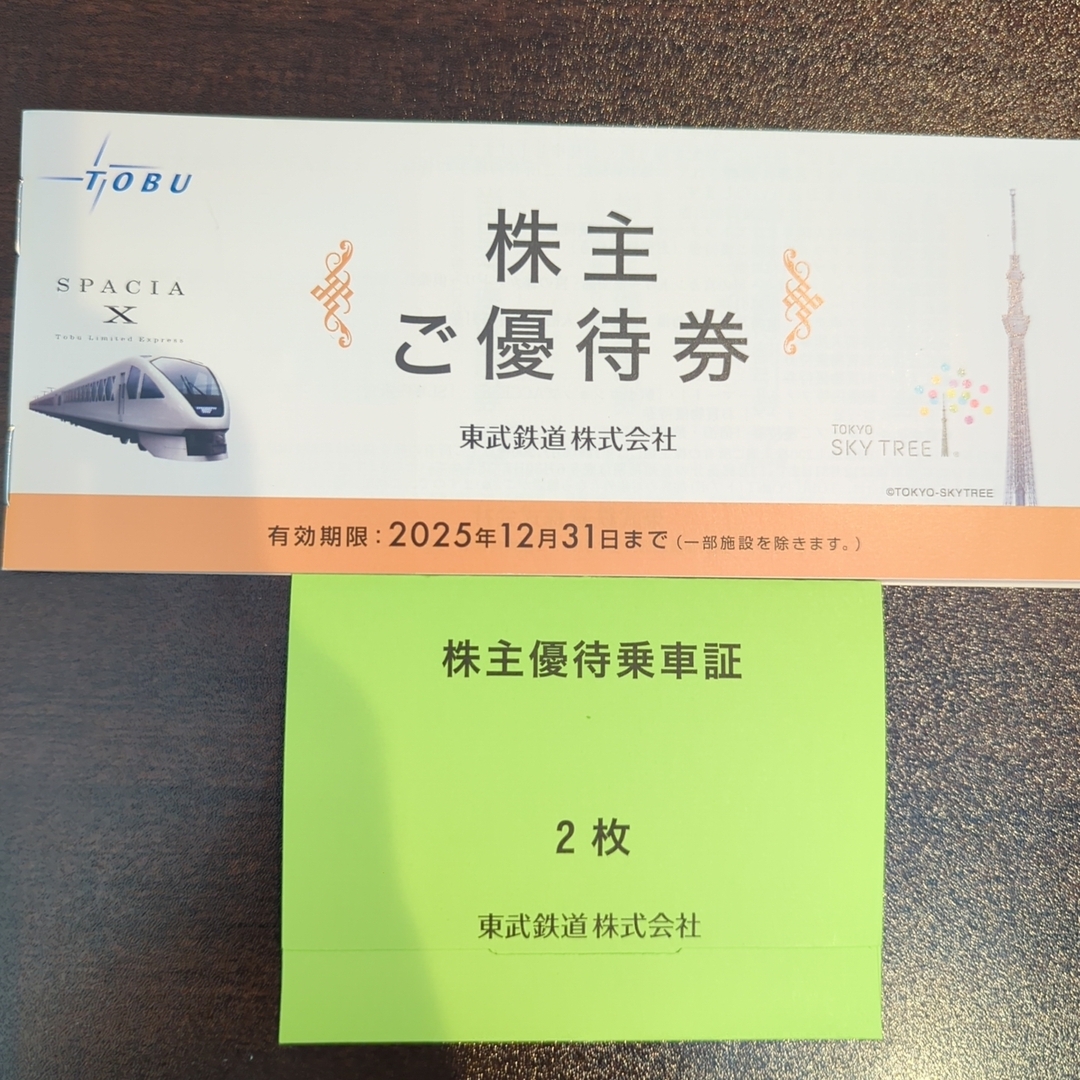 TOBU
SPACIA
X
Tobu Limited Express
株主
ご優待券
東武鉄道株式会社
TOKYO
SKYTREE®
©TOKYO-SKYTREE
有効期限：2025年12月31日まで（一部施設を除きます。）
株主優待乗車証
2枚
東武鉄道株式会社